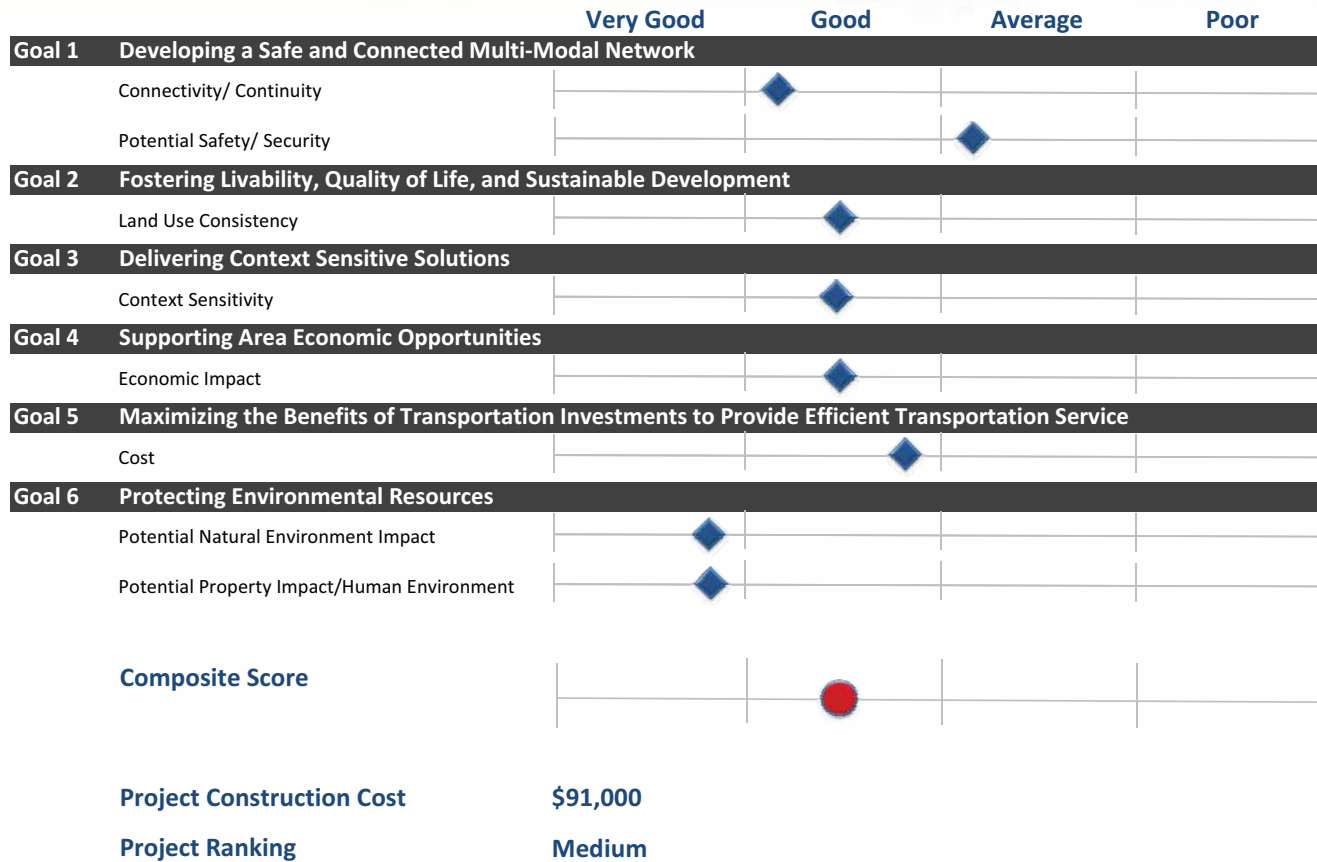 Very Good Good Average Poor
Goal 1 Developing a Safe and Connected Multi-Modal Network
Connectivity/ Continuity
Potential Safety/ Security
Goal 2 Fostering Livability, Quality of Life, and Sustainable Development
Land Use Consistency
Goal 3 Delivering Context Sensitive Solutions
Context Sensitivity
Goal 4 Supporting Area Economic Opportunities
Economic Impact
Goal 5 Maximizing the Benefits of Transportation Investments to Provide Efficient Transportation Service
Cost
Goal 6 Protecting Environmental Resources
Potential Natural Environment Impact
Potential Property Impact/Human Environment
Composite Score
Project Construction Cost $91,000
Project Ranking Medium